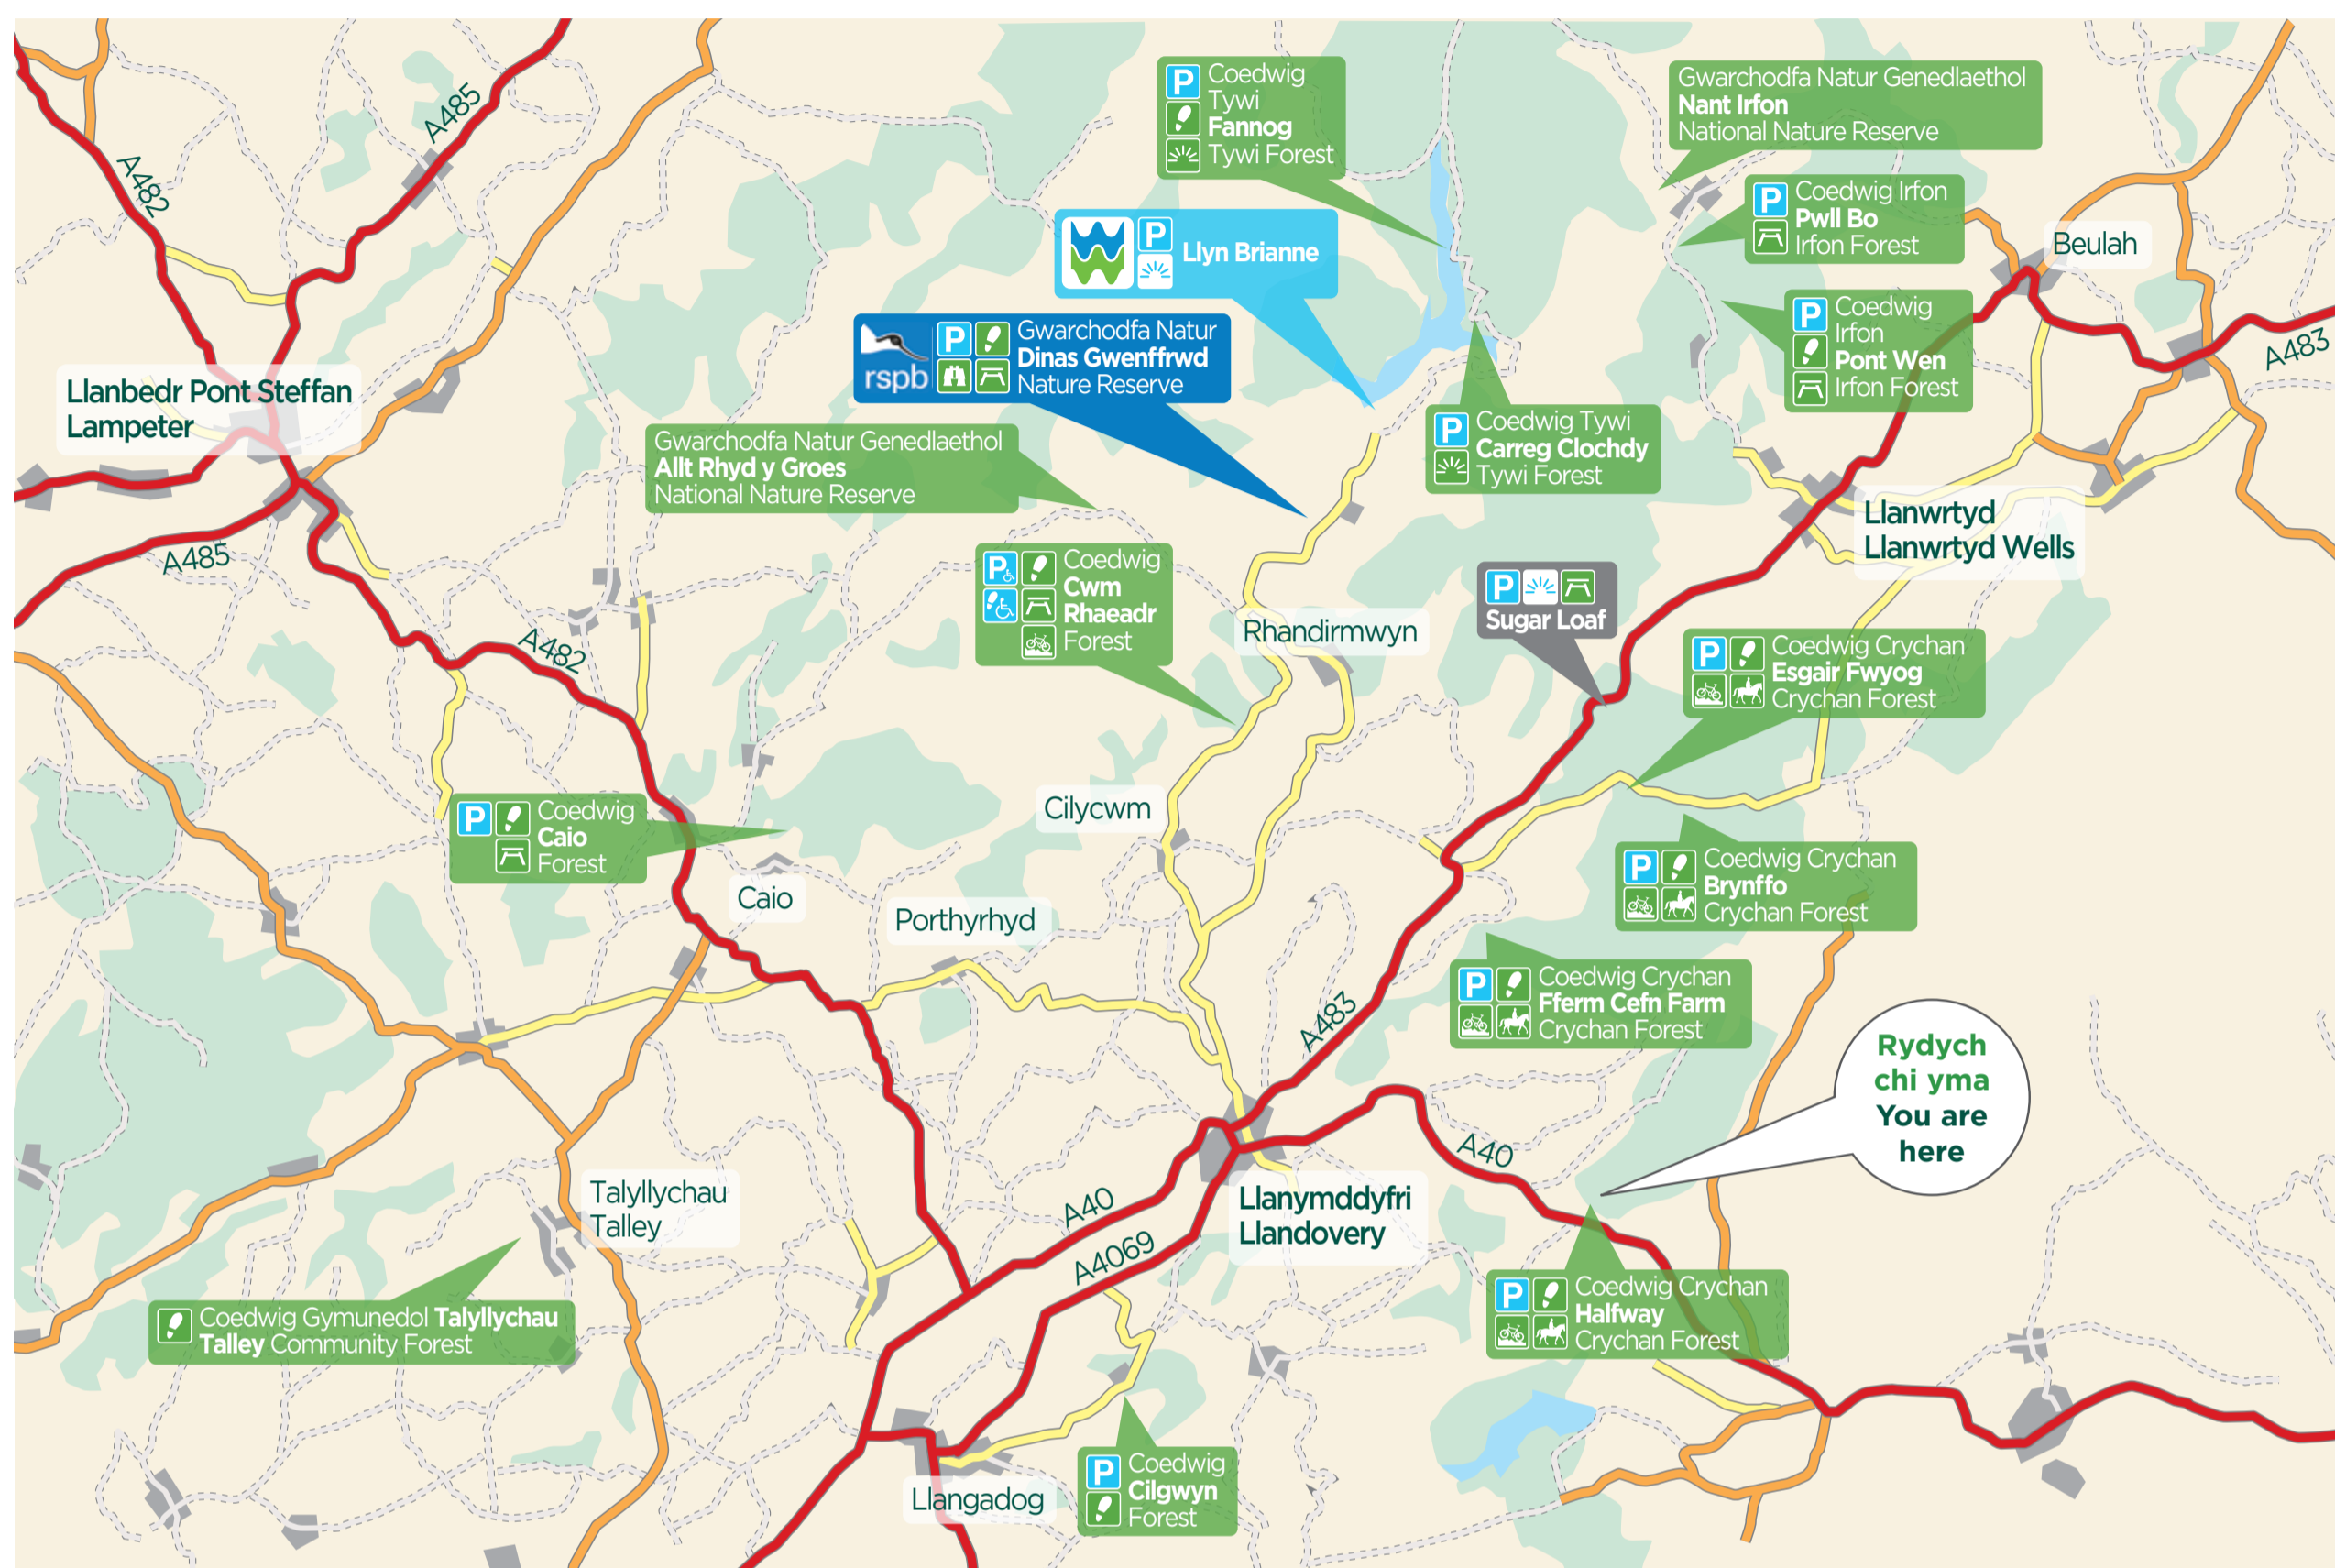 A485
A482
Coedwig
Tywi
Fannog
Tywi Forest
P
Gwarchodfa Natur Genedlaethol
Nant Irfon
National Nature Reserve
P
Coedwig Irfon
Pwll Bo
Irfon Forest
Beulah
P
Llyn Brianne
P
Coedwig
Irfon
Pont Wen
Irfon Forest
A483
rspb
P
Gwarchodfa Natur
Dinas Gwenffrwd
Nature Reserve
Llanbedr Pont Steffan
Lampeter
P
Coedwig Tywi
Carreg Clochdy
Tywi Forest
Gwarchodfa Natur Genedlaethol
Allt Rhyd y Groes
National Nature Reserve
Llanwrtyd
Llanwrtyd Wells
A485
P
Coedwig
Cwm
Rhaeadr
Forest
P
Sugar Loaf
Rhandirmwyn
A482
P
Coedwig Crychan
Esgair Fwyog
Crychan Forest
P
Coedwig
Caio
Forest
Cilycwm
P
Coedwig Crychan
Brynffo
Crychan Forest
Caio
Porthyrhyd
P
Coedwig Crychan
Fferm Cefn Farm
Crychan Forest
A483
Rydych
chi yma
You are
here
A40
Talyllychau
Talley
A40
Llanymddyfri
Llandovery
A4069
Coedwig Gymunedol Talyllychau
Talley Community Forest
P
Coedwig Crychan
Halfway
Crychan Forest
Llangadog
P
Coedwig
Cilgwyn
Forest